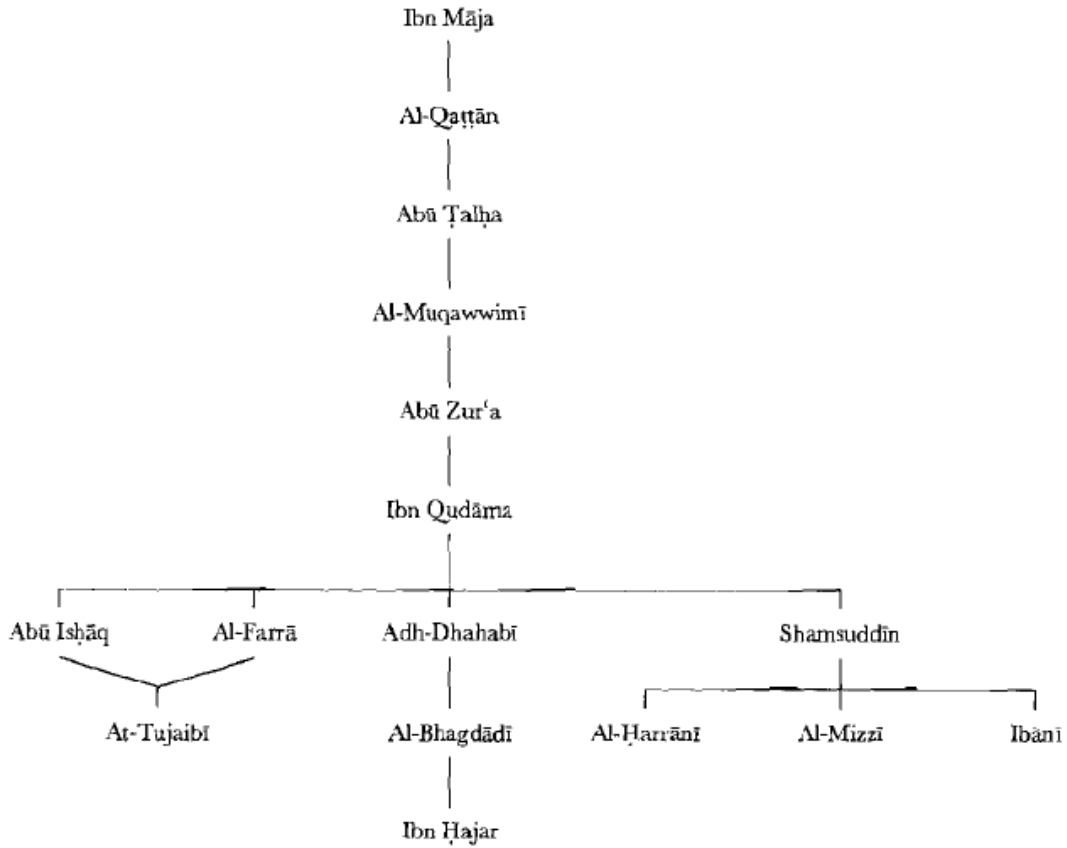 Ibn Māja
Al-Qaṭṭān
Abū Ṭalḥa
Al-Muqawwimī
Abū Zurʿa
Ibn Qudāma
Abū Isḥāq Al-Farrā Adh-Dhahabī Shamsuddīn
Aṭ-Tujaibī Al-Bhagdādī Al-Ḥarrānī Al-Mizzī Ibānī
Ibn Ḥajar